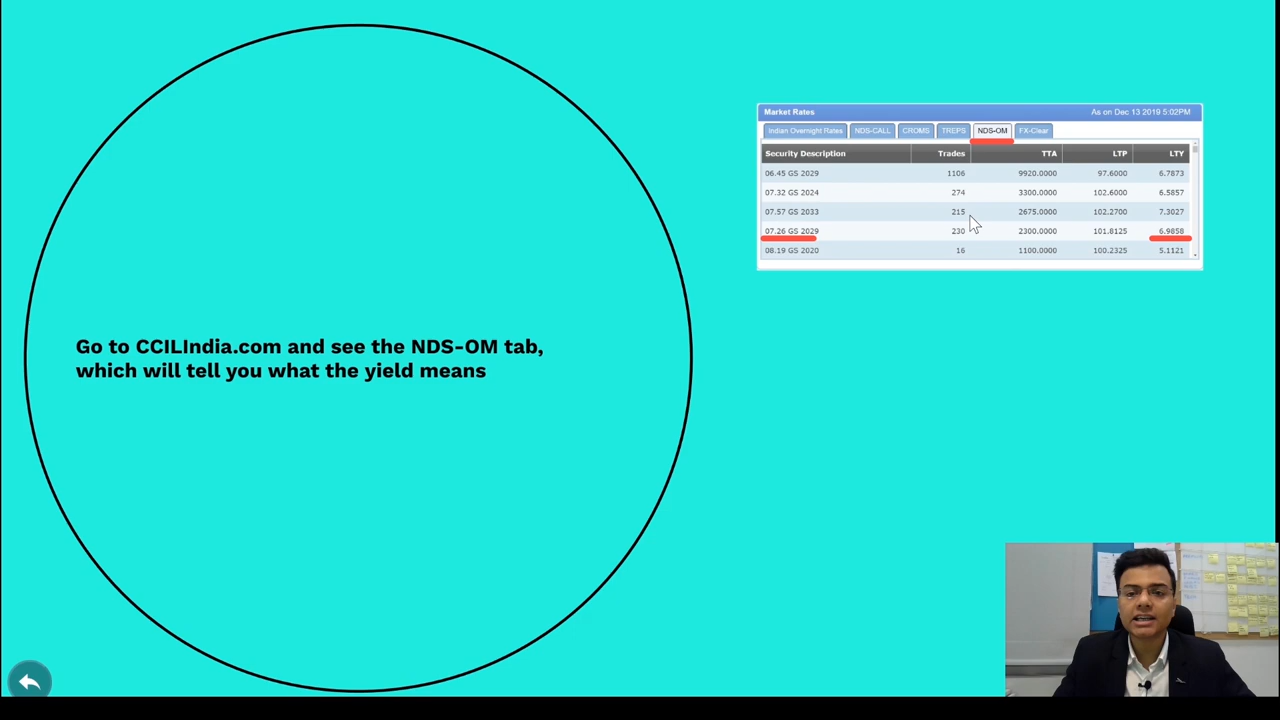 Go to CCILIndia.com and see the NDS-OM tab,
which will tell you what the yield means
Market Rates As on Dec 13 2019 5:02PM
Indian Overnight Rates NDS-CALL CROMS TREPS NDS-OM FX-Clear
Security Description Trades TTA LTP LTY
06.45 GS 2029 1106 9920.0000 97.6000 6.7873
07.32 GS 2024 274 3300.0000 102.6000 6.5857
07.57 GS 2033 215 2675.0000 102.2700 7.3027
07.26 GS 2029 230 2300.0000 101.8125 6.9858
08.19 GS 2020 16 1100.0000 100.2325 5.1121